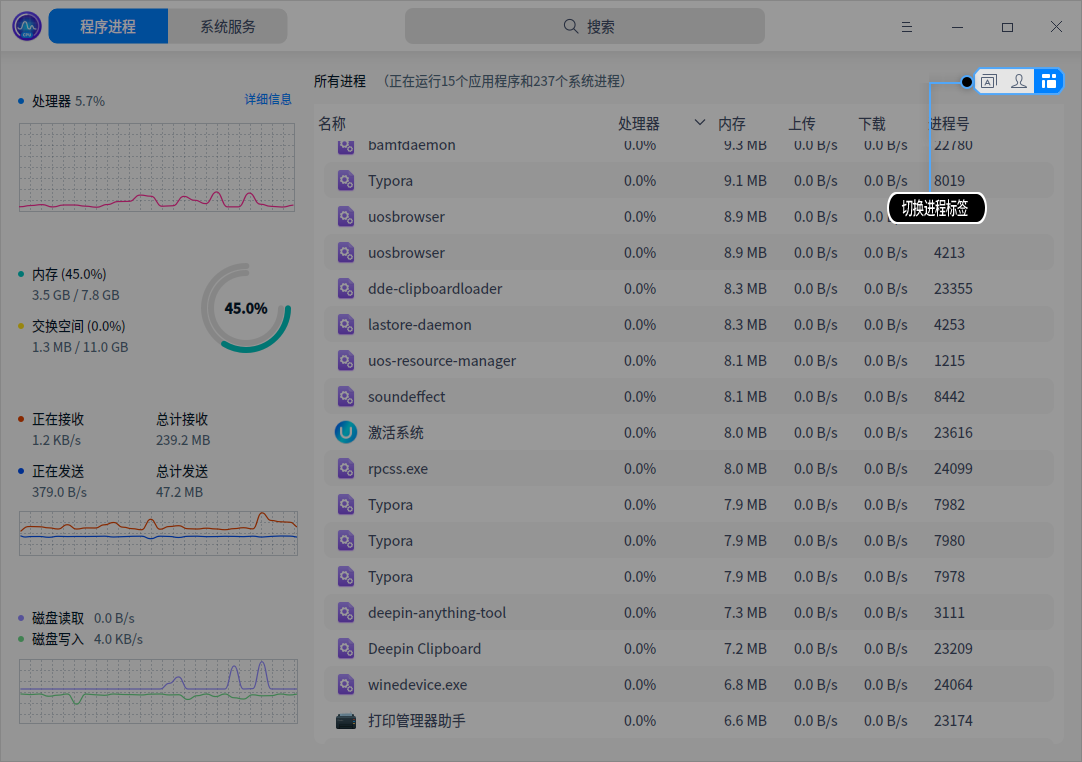 程序进程
系统服务
搜索
处理器 5.7%
详细信息
内存 (45.0%)
3.5 GB / 7.8 GB
交换空间 (0.0%)
1.3 MB / 11.0 GB
45.0%
正在接收
总计接收
1.2 KB/s
239.2 MB
正在发送
总计发送
379.0 B/s
47.2 MB
磁盘读取 0.0 B/s
磁盘写入 4.0 KB/s
所有进程 （正在运行15个应用程序和237个系统进程）
A
切换进程标签
名称 处理器 内存 上传 下载 进程号
bamfdaemon 0.0% 9.3 MB 0.0 B/s 0.0 B/s 22780
Typora 0.0% 9.1 MB 0.0 B/s 0.0 B/s 8019
uosbrowser 0.0% 8.9 MB 0.0 B/s 0.0
uosbrowser 0.0% 8.9 MB 0.0 B/s 0.0 B/s 4213
dde-clipboardloader 0.0% 8.3 MB 0.0 B/s 0.0 B/s 23355
lastore-daemon 0.0% 8.3 MB 0.0 B/s 0.0 B/s 4253
uos-resource-manager 0.0% 8.1 MB 0.0 B/s 0.0 B/s 1215
soundeffect 0.0% 8.1 MB 0.0 B/s 0.0 B/s 8442
激活系统 0.0% 8.0 MB 0.0 B/s 0.0 B/s 23616
rpcss.exe 0.0% 8.0 MB 0.0 B/s 0.0 B/s 24099
Typora 0.0% 7.9 MB 0.0 B/s 0.0 B/s 7982
Typora 0.0% 7.9 MB 0.0 B/s 0.0 B/s 7980
Typora 0.0% 7.9 MB 0.0 B/s 0.0 B/s 7978
deepin-anything-tool 0.0% 7.3 MB 0.0 B/s 0.0 B/s 3111
Deepin Clipboard 0.0% 7.2 MB 0.0 B/s 0.0 B/s 23209
winedevice.exe 0.0% 6.8 MB 0.0 B/s 0.0 B/s 24064
打印管理器助手 0.0% 6.6 MB 0.0 B/s 0.0 B/s 23174